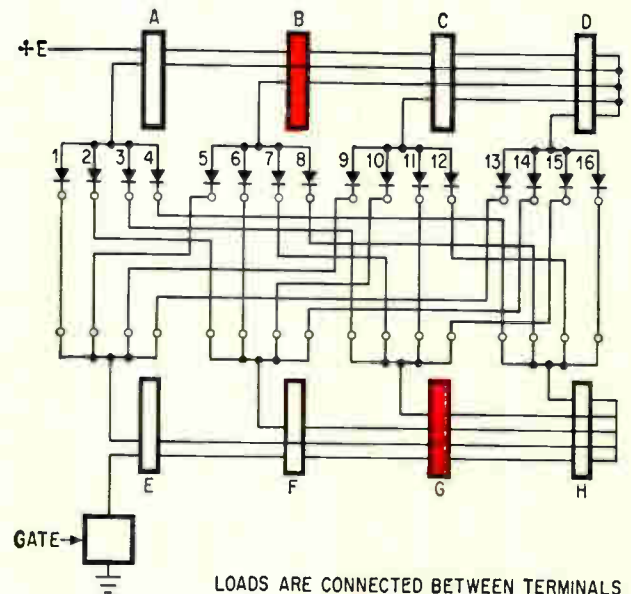 A B C D
+E
1 2 3 4 5 6 7 8 9 10 11 12 13 14 15 16
E F G H
GATE
LOADS ARE CONNECTED BETWEEN TERMINALS